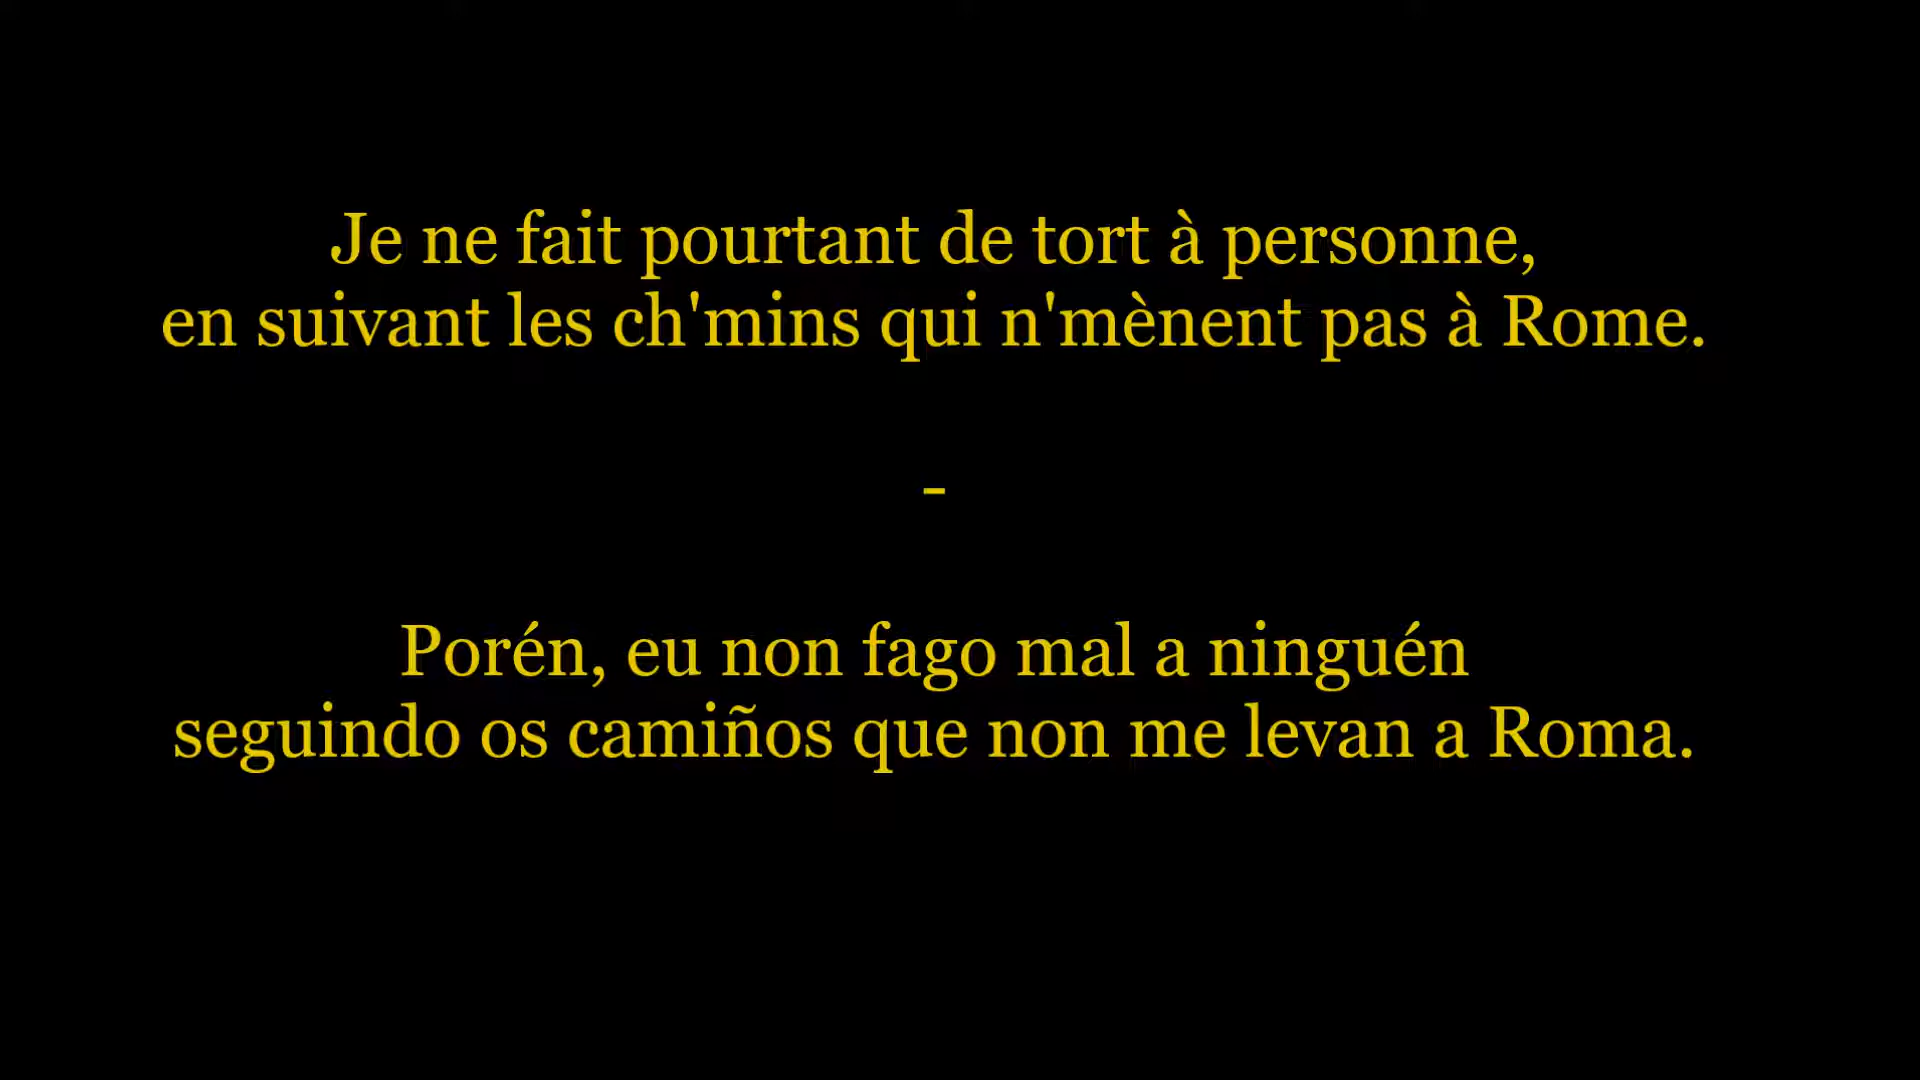 Je ne fait pourtant de tort à personne,
en suivant les ch'mins qui n'mènent pas à Rome.
-
Porén, eu non fago mal a ninguén
seguindo os camiños que non me levan a Roma.